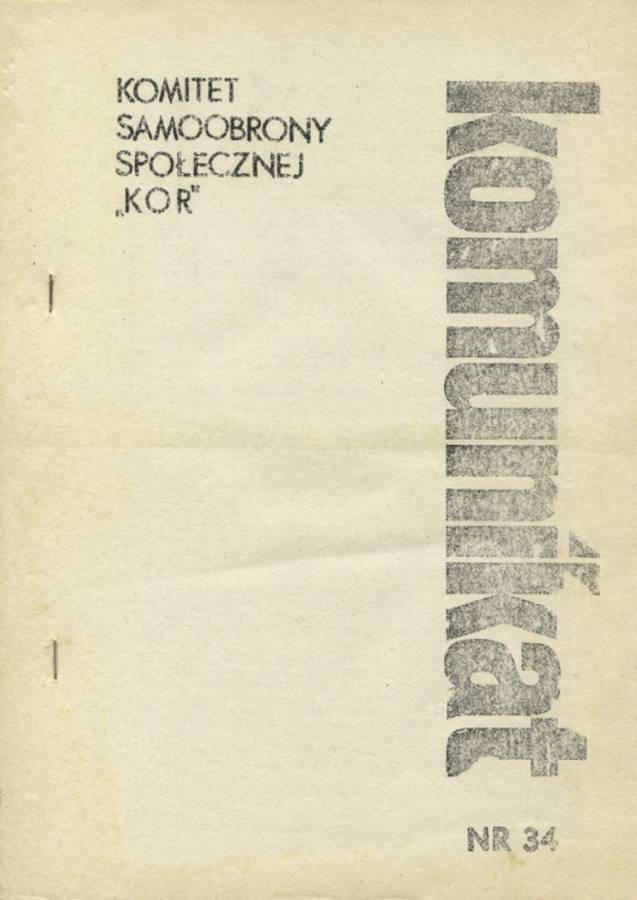 KOMITET
SAMOOBRONY
SPOŁECZNEJ
„KOR"
komunikat
NR 34